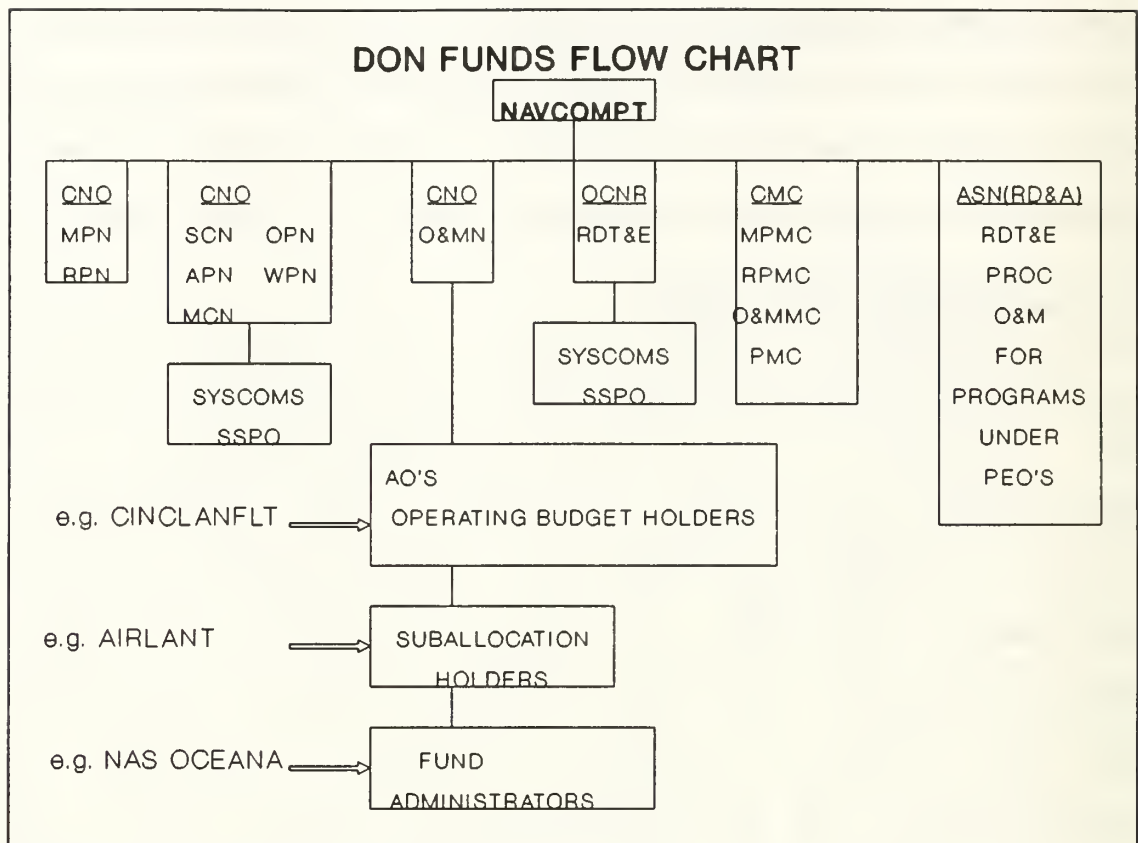 DON FUNDS FLOW CHART
NAVCOMPT
CNO
MPN
RPN
CNO
SCN OPN
APN WPN
MCN
SYSCOMS
SSPO
CNO
O&MN
OCNR
RDT&E
SYSCOMS
SSPO
CMC
MPMC
RPMC
O&MMC
PMC
ASN(RD&A)
RDT&E
PROC
O&M
FOR
PROGRAMS
UNDER
PEO'S
AO'S
e.g. CINCLANFLT
OPERATING BUDGET HOLDERS
e.g. AIRLANT
SUBALLOCATION
HOLDERS
e.g. NAS OCEANA
FUND
ADMINISTRATORS